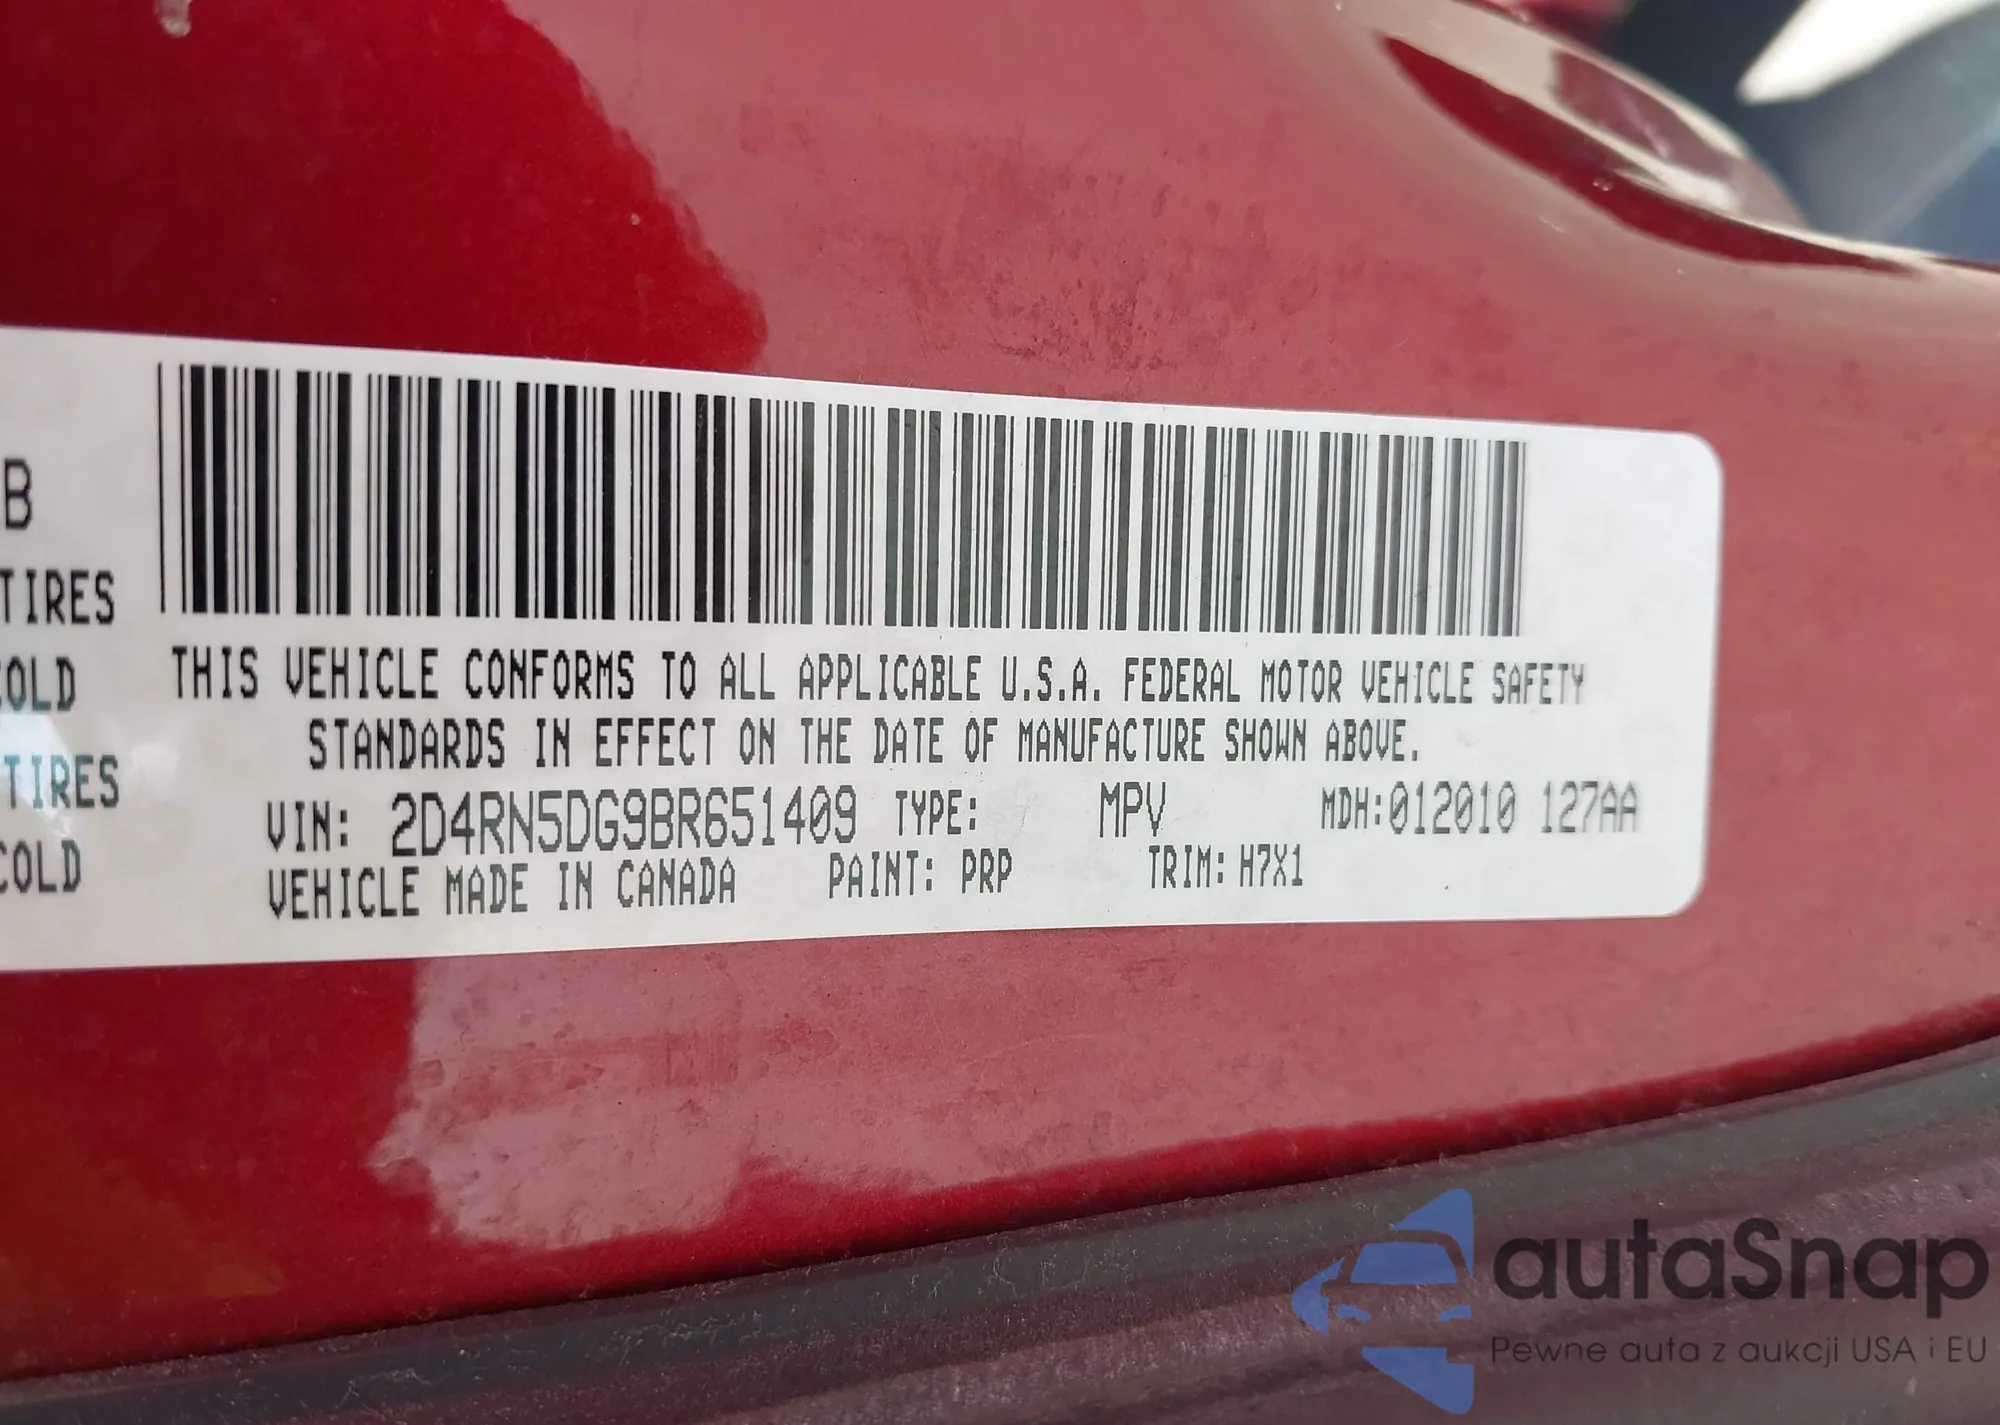 B
TIRES
COLD
TIRES
COLD
THIS VEHICLE CONFORMS TO ALL APPLICABLE U.S.A. FEDERAL MOTOR VEHICLE SAFETY
STANDARDS IN EFFECT ON THE DATE OF MANUFACTURE SHOWN ABOVE.
VIN: 2D4RN5DG9BR651409 TYPE: MPV MDH:012010 127AA
VEHICLE MADE IN CANADA PAINT: PRP TRIM: H7X1
autaSnap
Pewne auta z aukcji USA i EU